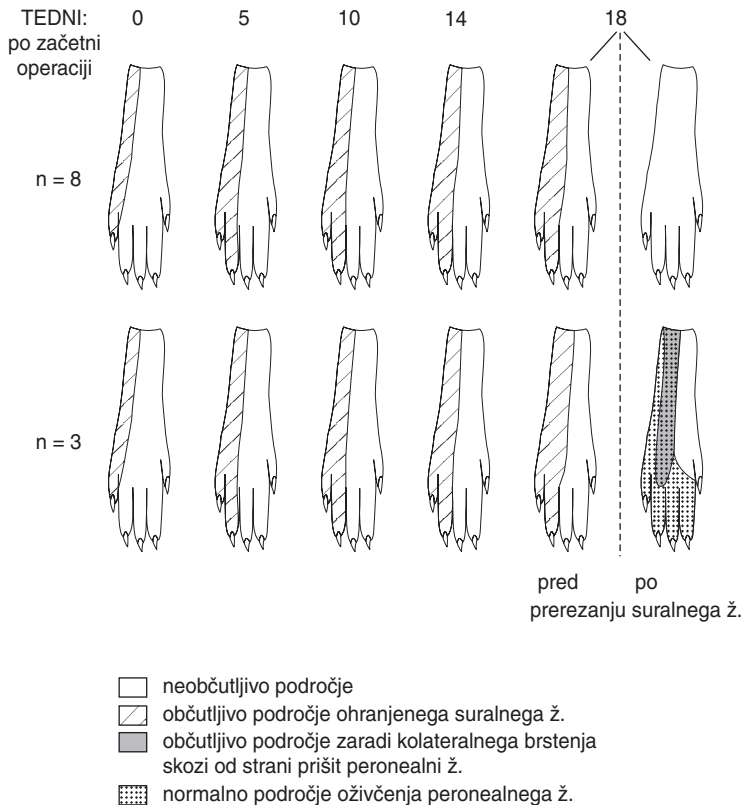 TEDNI: 0 5 10 14 18
po začetni
operaciji
n = 8
n = 3
pred po
prerezanju suralnega ž.
neobčutljivo področje
občutljivo področje ohranjenega suralnega ž.
občutljivo področje zaradi kolateralnega brstenja
skozi od strani prišit peronealni ž.
normalno področje oživčenja peronealnega ž.